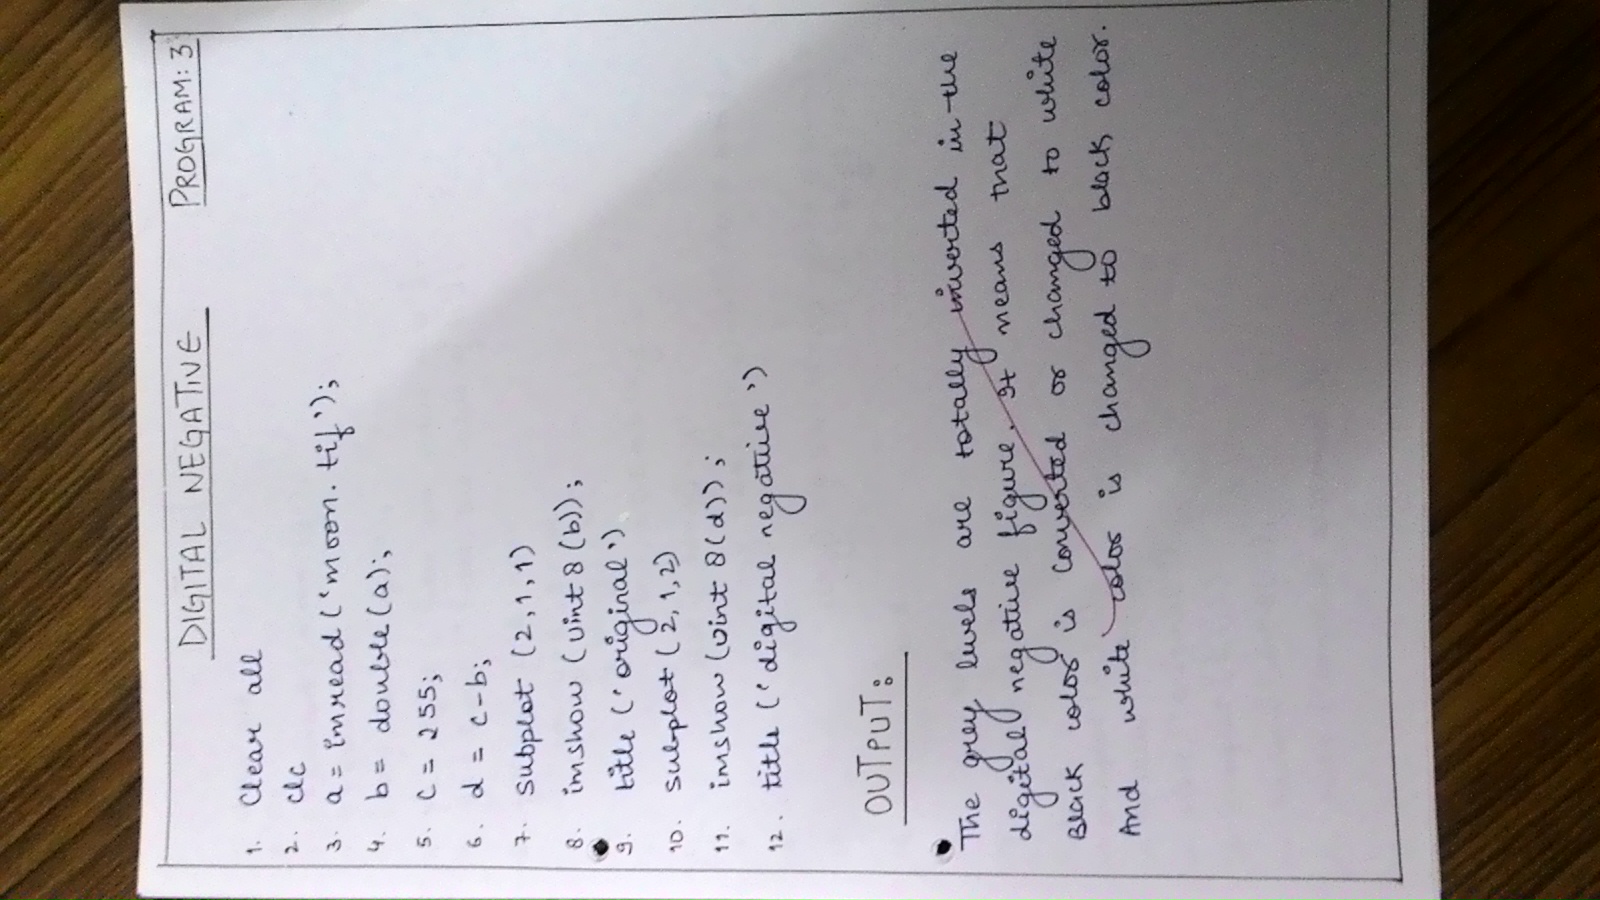 DIGITAL NEGATIVE PROGRAM: 3
1. Clear all
2. clc
3. a = imread ('moon. tif');
4. b = double (a);
5. C = 255;
6. d = c-b;
7. Subplot (2,1,1)
8. imshow (uint 8 (b));
9. title ('original')
10. subplot (2,1,2)
11. imshow (uint 8(d));
12. title ('digital negative')
OUTPUT:
The grey levels are totally inverted in the
digital negative figure. It means that
Black color is converted or changed to white
And white color is changed to black color.